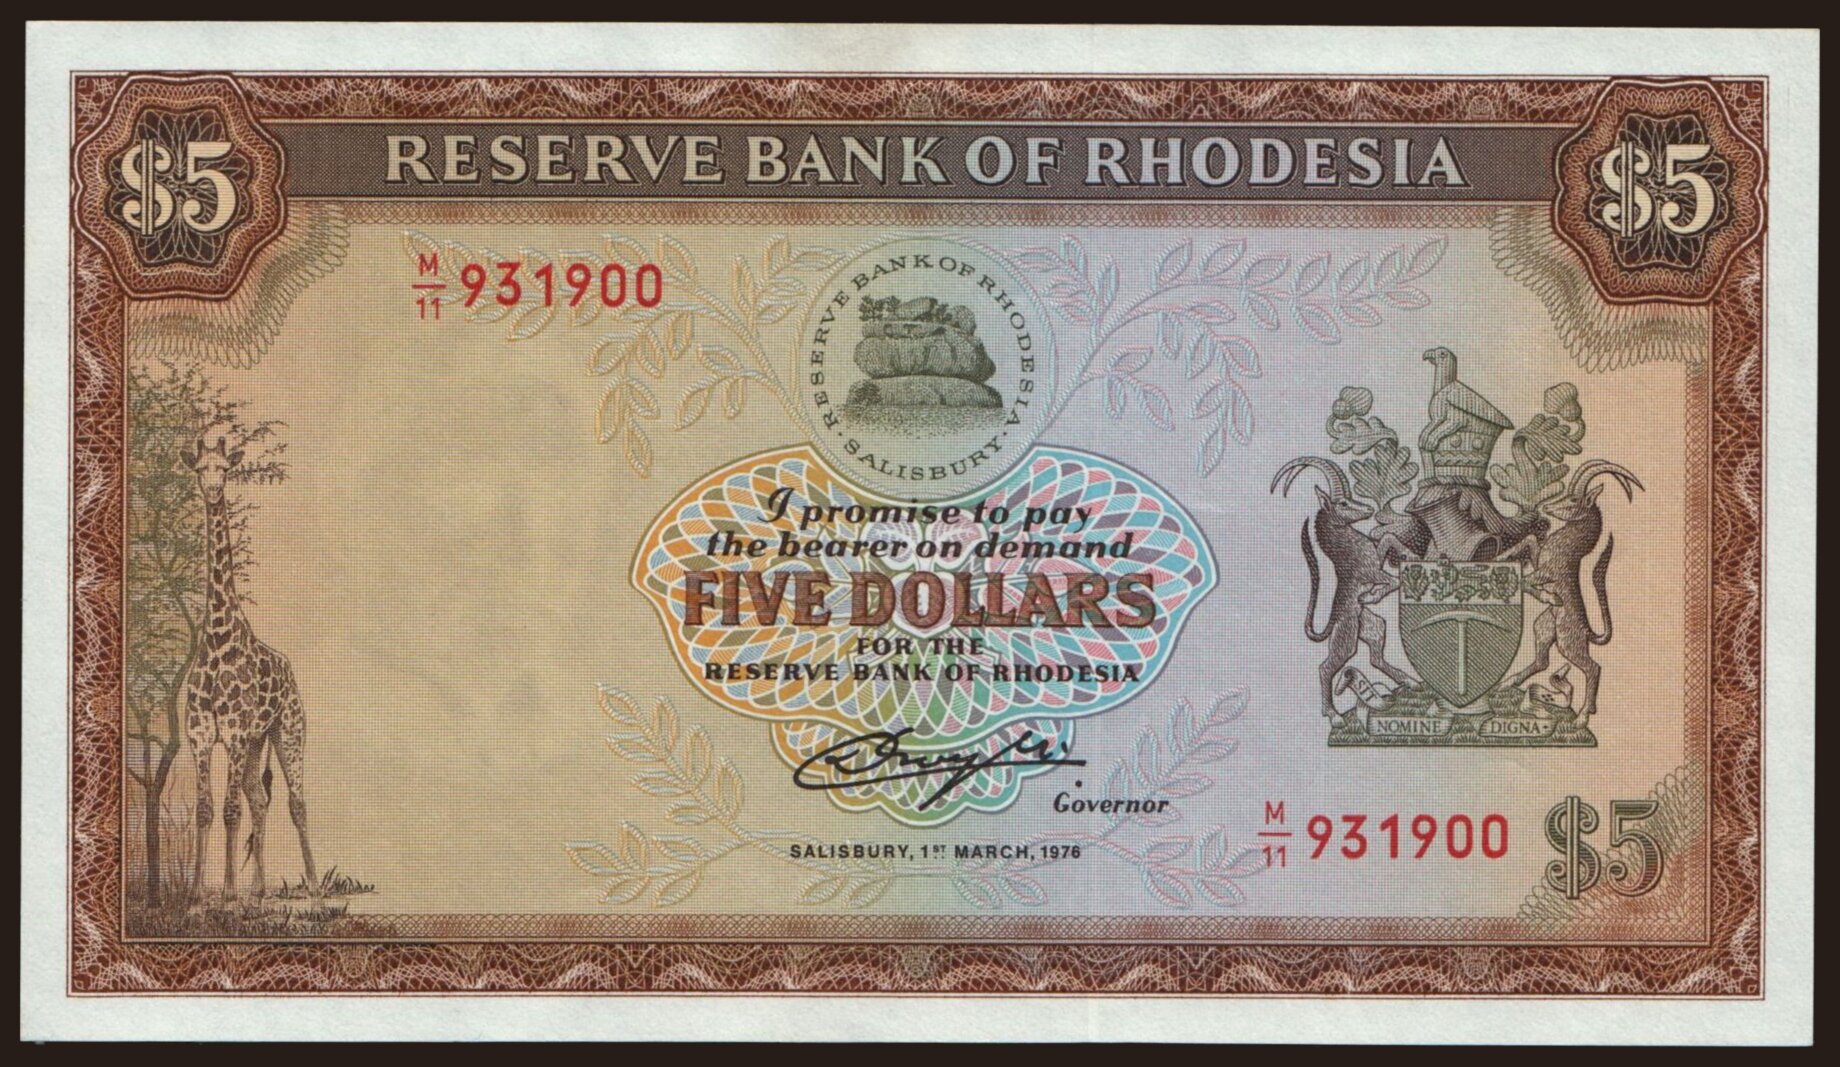 $5
RESERVE BANK OF RHODESIA
$5
M/11 931900
RESERVE BANK OF RHODESIA
· SALISBURY ·
I promise to pay
the bearer on demand
FIVE DOLLARS
FOR THE
RESERVE BANK OF RHODESIA
SIT
NOMINE DIGNA
Governor
SALISBURY, 1ST MARCH, 1976
M/11 931900
$5